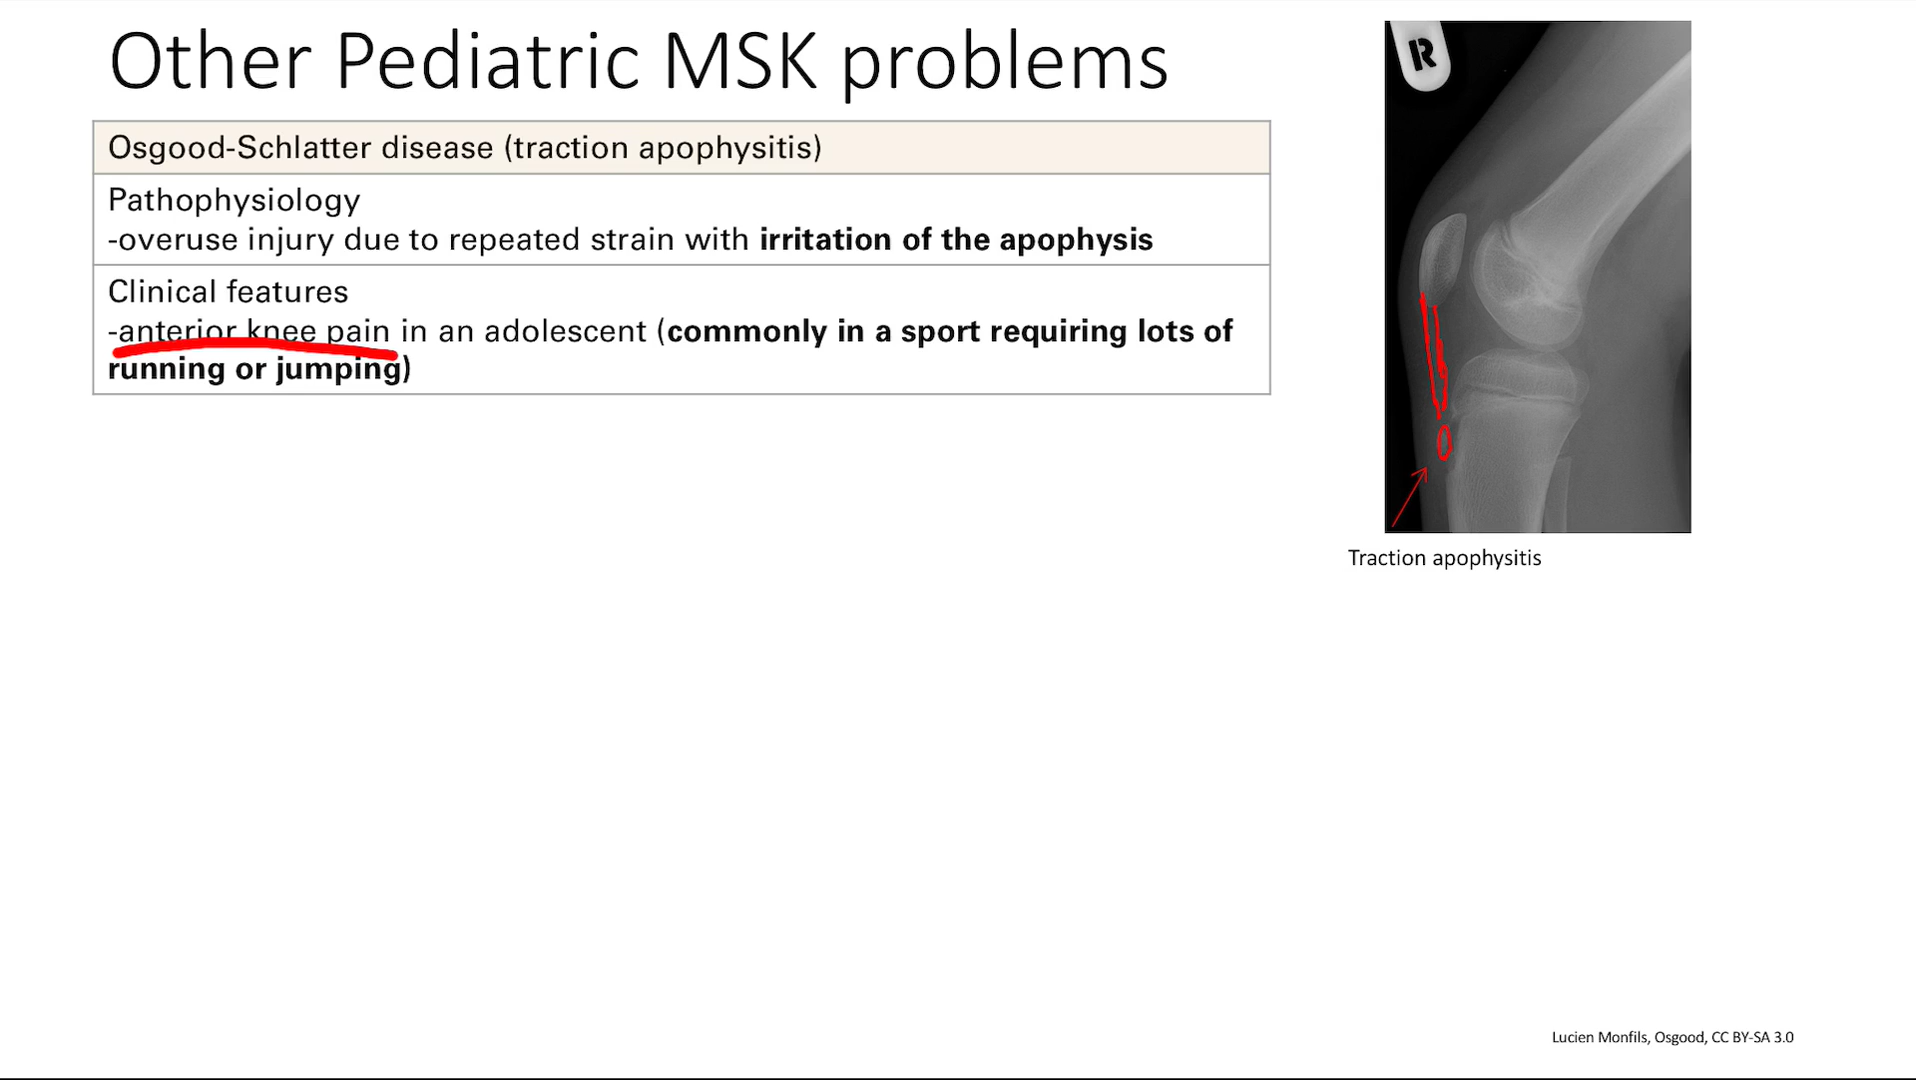 Other Pediatric MSK problems
R
Osgood-Schlatter disease (traction apophysitis)
Pathophysiology
-overuse injury due to repeated strain with irritation of the apophysis
Clinical features
-anterior knee pain in an adolescent (commonly in a sport requiring lots of
running or jumping)
Traction apophysitis
Lucien Monfils, Osgood, CC BY-SA 3.0